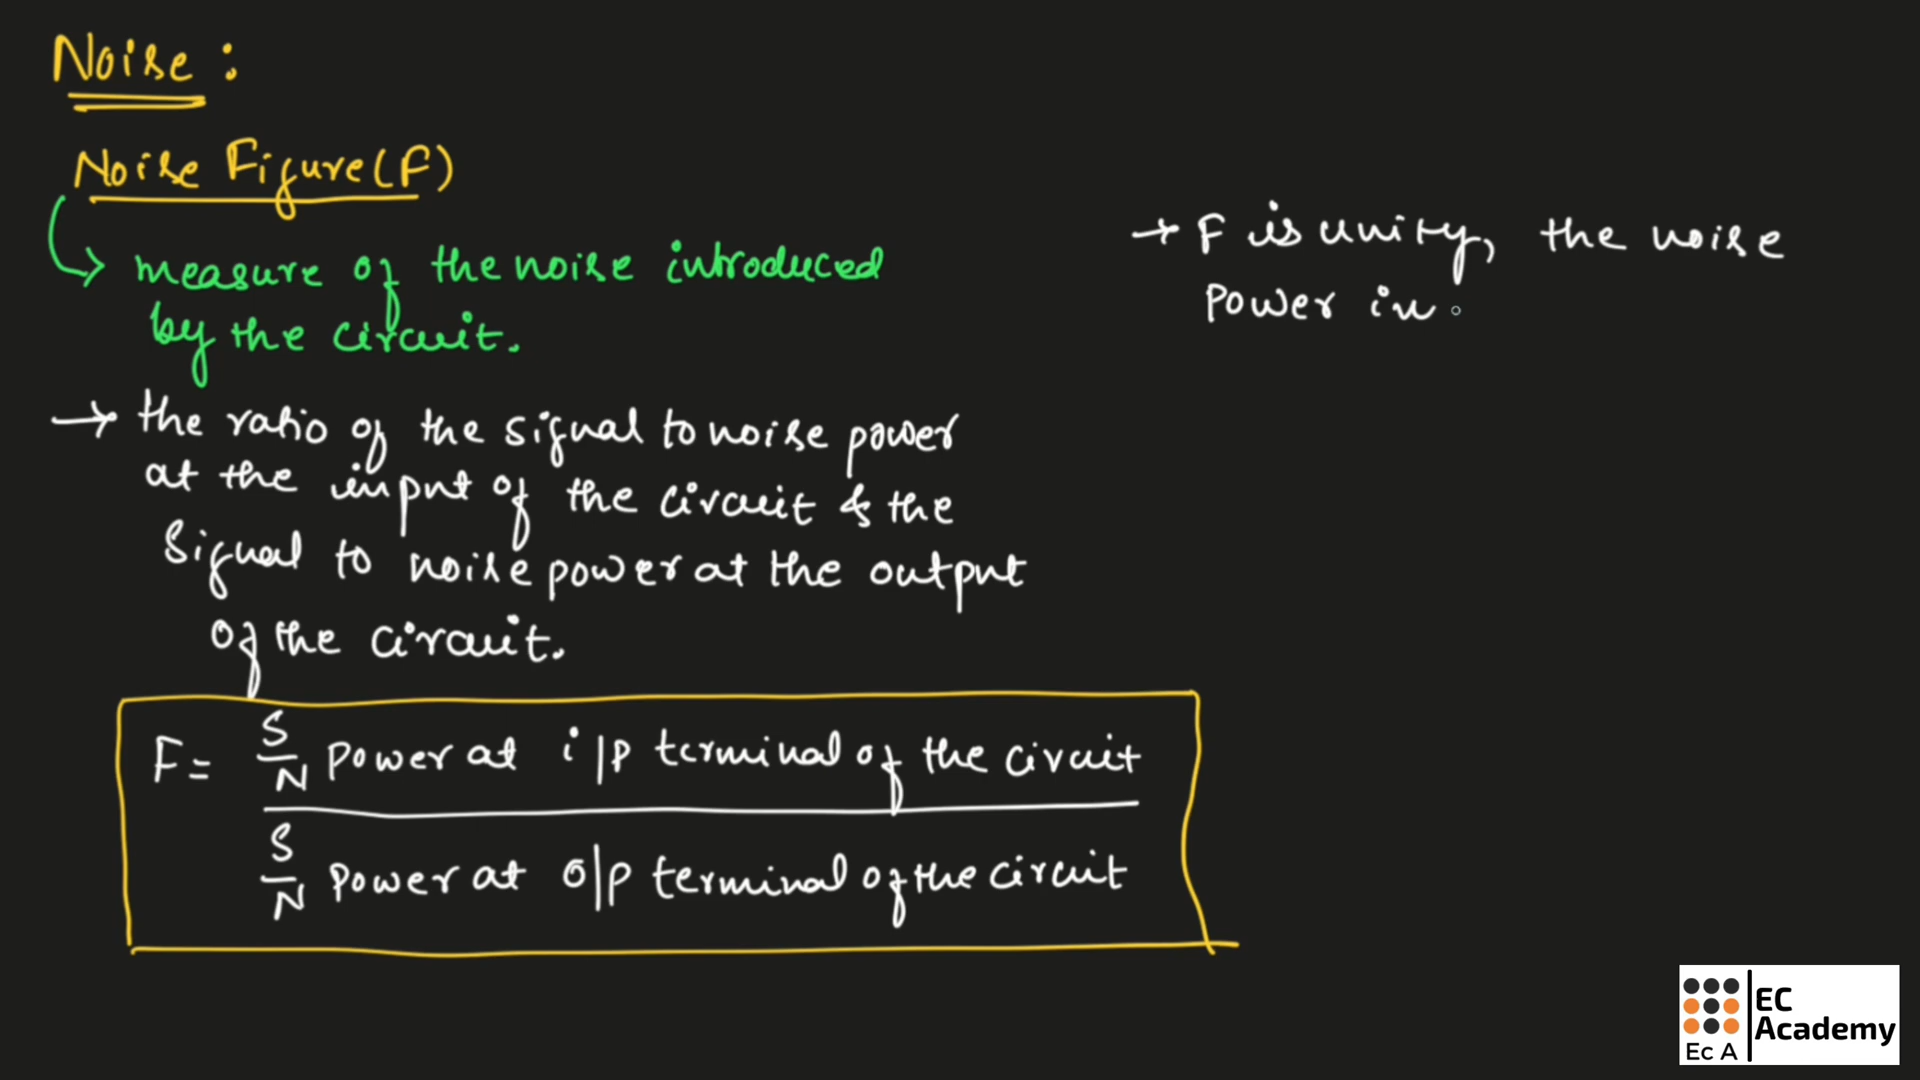 Noise :
Noise Figure (F)
measure of the noise introduced
by the circuit.
→ the ratio of the signal to noise power
at the input of the circuit & the
signal to noise power at the output
of the circuit.
F = S/N power at i/p terminal of the circuit
S/N power at o/p terminal of the circuit
→ F is unity, the noise
power in
EC
Academy
Ec A